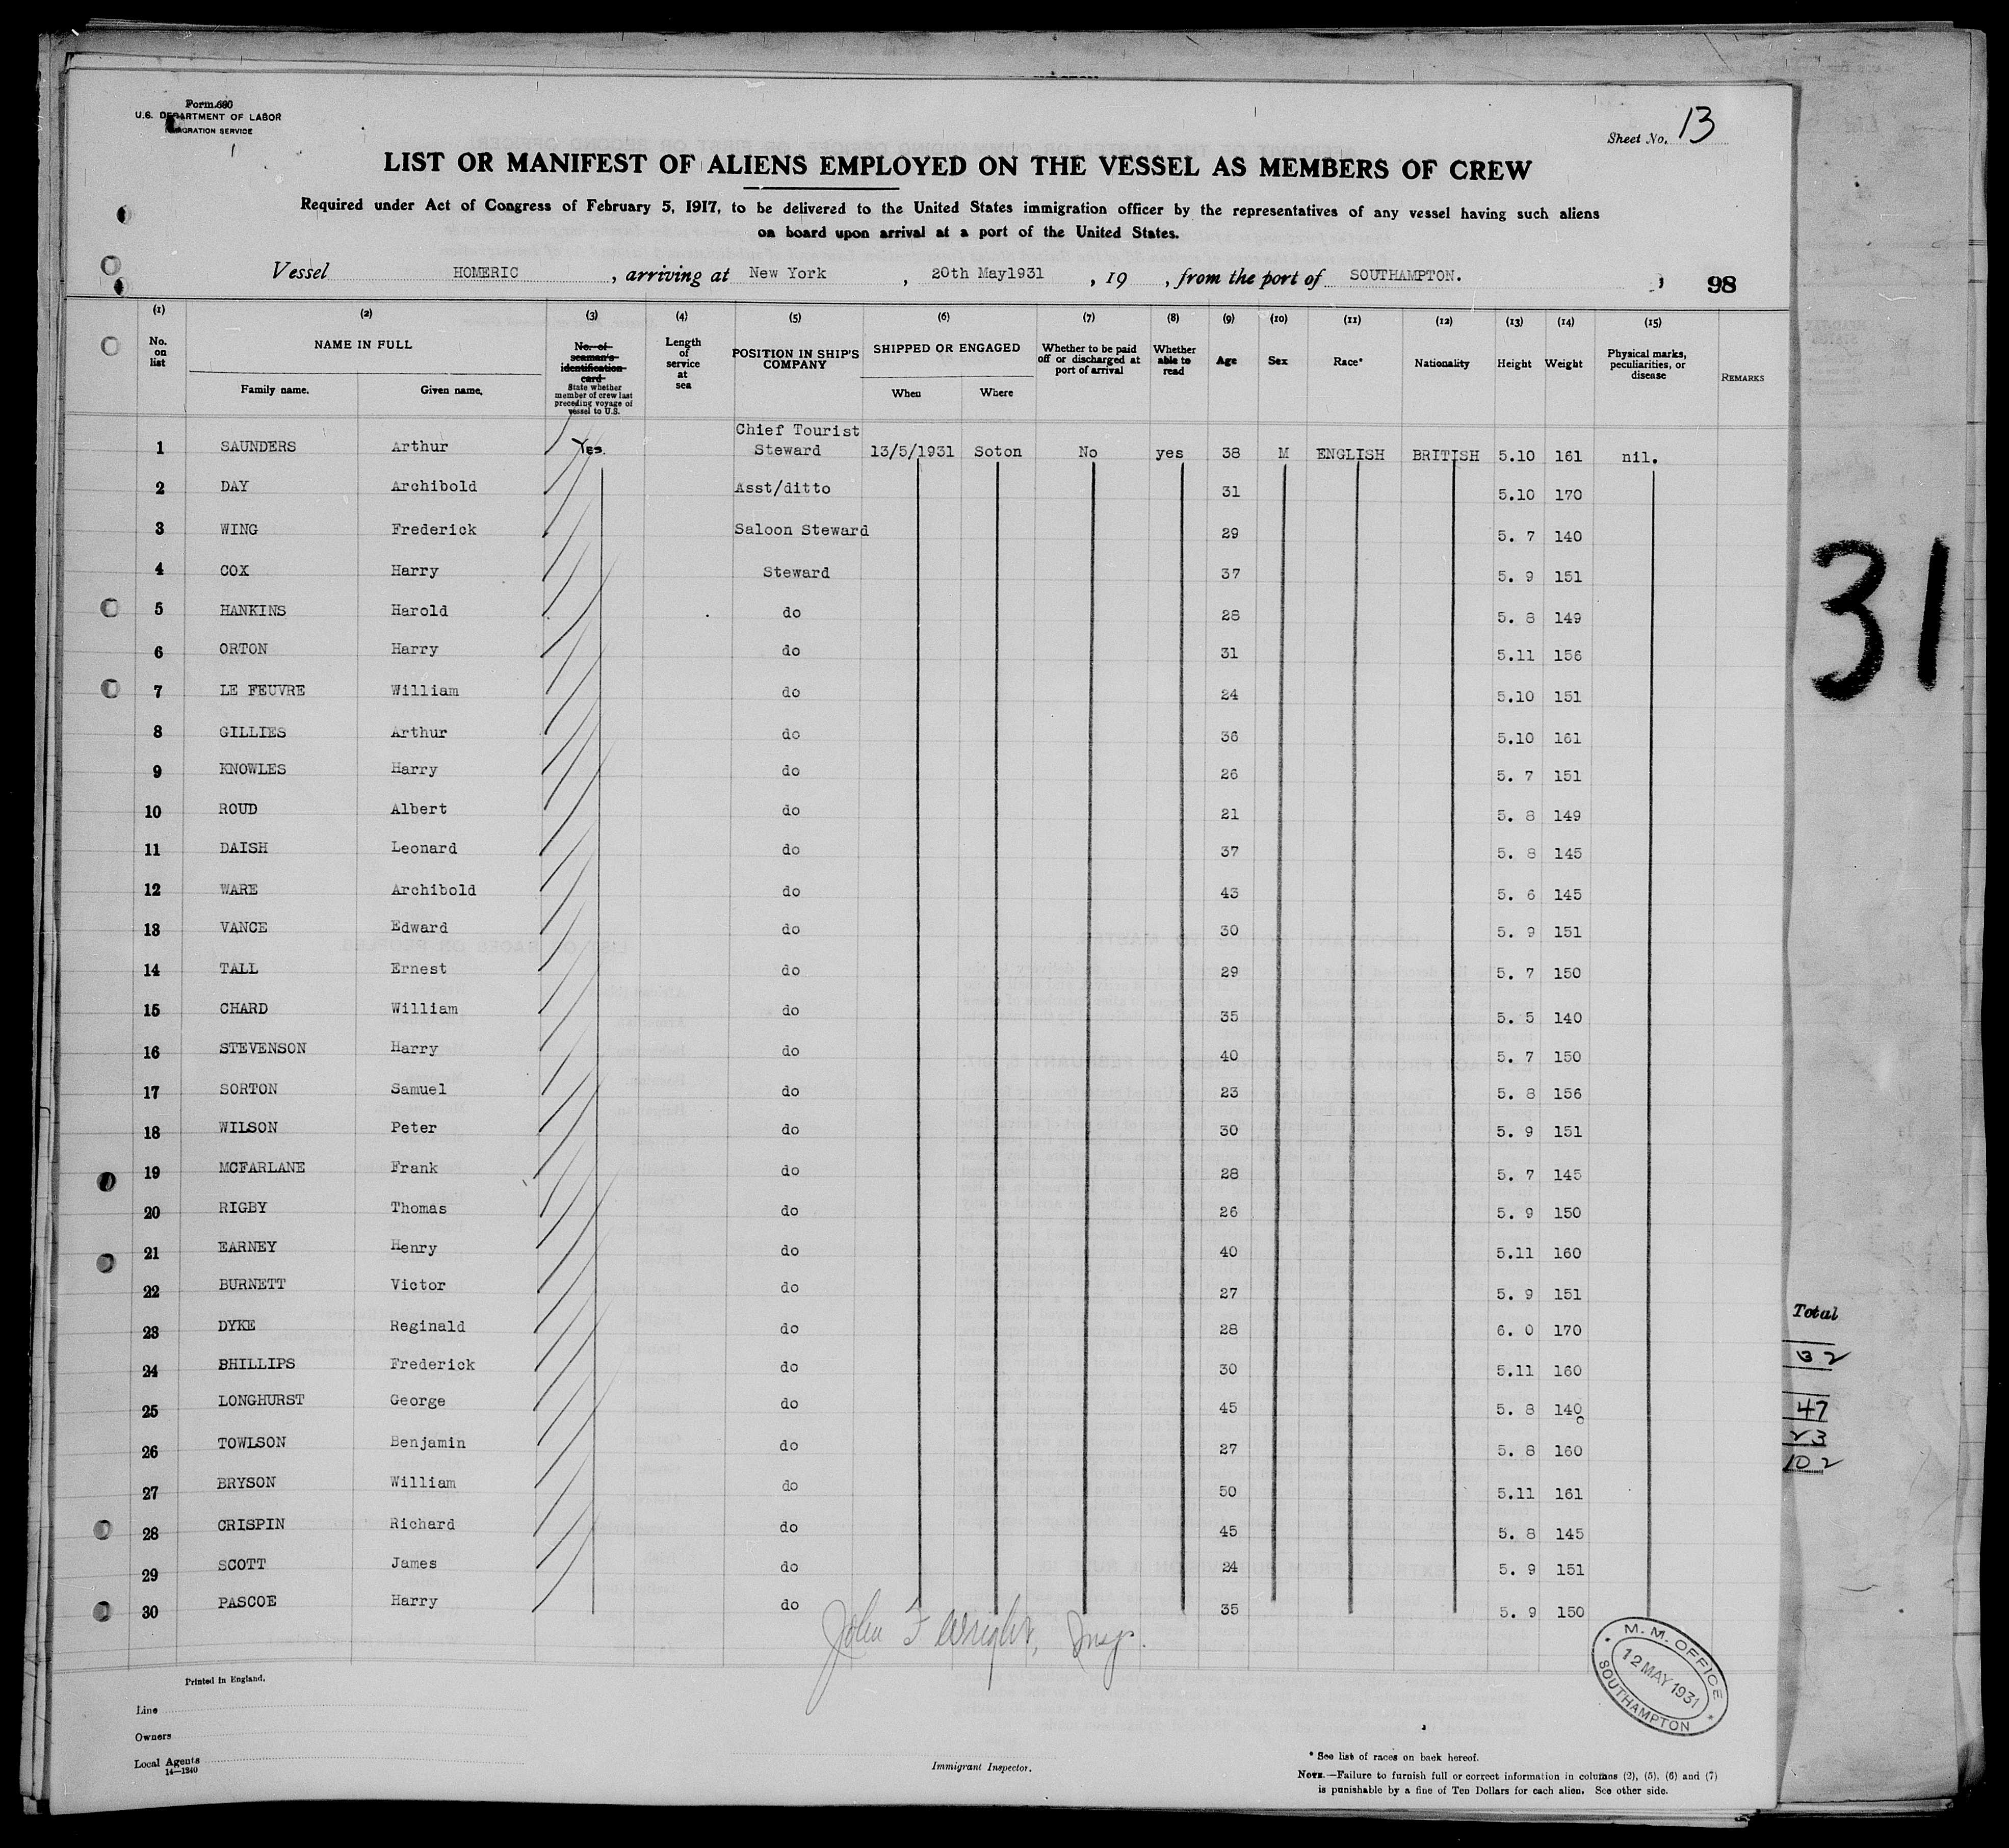 Form 680
U.S. DEPARTMENT OF LABOR
IMMIGRATION SERVICE
Sheet No. 13
LIST OR MANIFEST OF ALIENS EMPLOYED ON THE VESSEL AS MEMBERS OF CREW
Required under Act of Congress of February 5, 1917, to be delivered to the United States immigration officer by the representatives of any vessel having such aliens
on board upon arrival at a port of the United States.
Vessel HOMERIC, arriving at New York, 20th May1931, 19 , from the port of SOUTHAMPTON. 98
(1) (2) (3) (4) (5) (6) (7) (8) (9) (10) (11) (12) (13) (14) (15)
No. on list
NAME IN FULL
Family name. Given name.
No. of seaman's identification card
State whether member of crew last preceding voyage of vessel to U.S.
Length of service at sea
POSITION IN SHIP'S COMPANY
SHIPPED OR ENGAGED
When Where
Whether to be paid off or discharged at port of arrival
Whether able to read
Age
Sex
Race*
Nationality
Height
Weight
Physical marks, peculiarities, or disease
REMARKS
1 SAUNDERS Arthur Yes. Chief Tourist Steward 13/5/1931 Soton No yes 38 M ENGLISH BRITISH 5.10 161 nil.
2 DAY Archibold Asst/ditto 31 5.10 170
3 WING Frederick Saloon Steward 29 5. 7 140
4 COX Harry Steward 37 5. 9 151
5 HANKINS Harold do 28 5. 8 149
6 ORTON Harry do 31 5.11 156
7 LE FEUVRE William do 24 5.10 151
8 GILLIES Arthur do 36 5.10 161
9 KNOWLES Harry do 26 5. 7 151
10 ROUD Albert do 21 5. 8 149
11 DAISH Leonard do 37 5. 8 145
12 WARE Archibold do 43 5. 6 145
13 VANCE Edward do 30 5. 9 151
14 TALL Ernest do 29 5. 7 150
15 CHARD William do 35 5. 5 140
16 STEVENSON Harry do 40 5. 7 150
17 SORTON Samuel do 23 5. 8 156
18 WILSON Peter do 30 5. 9 151
19 MCFARLANE Frank do 28 5. 7 145
20 RIGBY Thomas do 26 5. 9 150
21 EARNEY Henry do 40 5.11 160
22 BURNETT Victor do 27 5. 9 151
23 DYKE Reginald do 28 6. 0 170
24 PHILLIPS Frederick do 30 5.11 160
25 LONGHURST George do 45 5. 8 140
26 TOWLSON Benjamin do 27 5. 8 160
27 BRYSON William do 50 5.11 161
28 CRISPIN Richard do 45 5. 8 145
29 SCOTT James do 24 5. 9 151
30 PASCOE Harry do 35 5. 9 150
John F Wright, Insp.
M. M. OFFICE
12 MAY 1931
SOUTHAMPTON
Printed in England.
Line
Owners
Local Agents
14—1240
Immigrant Inspector.
* See list of races on back hereof.
NOTE.—Failure to furnish full or correct information in columns (2), (5), (6) and (7)
is punishable by a fine of Ten Dollars for each alien. See other side.
31
Total
32
47
23
102